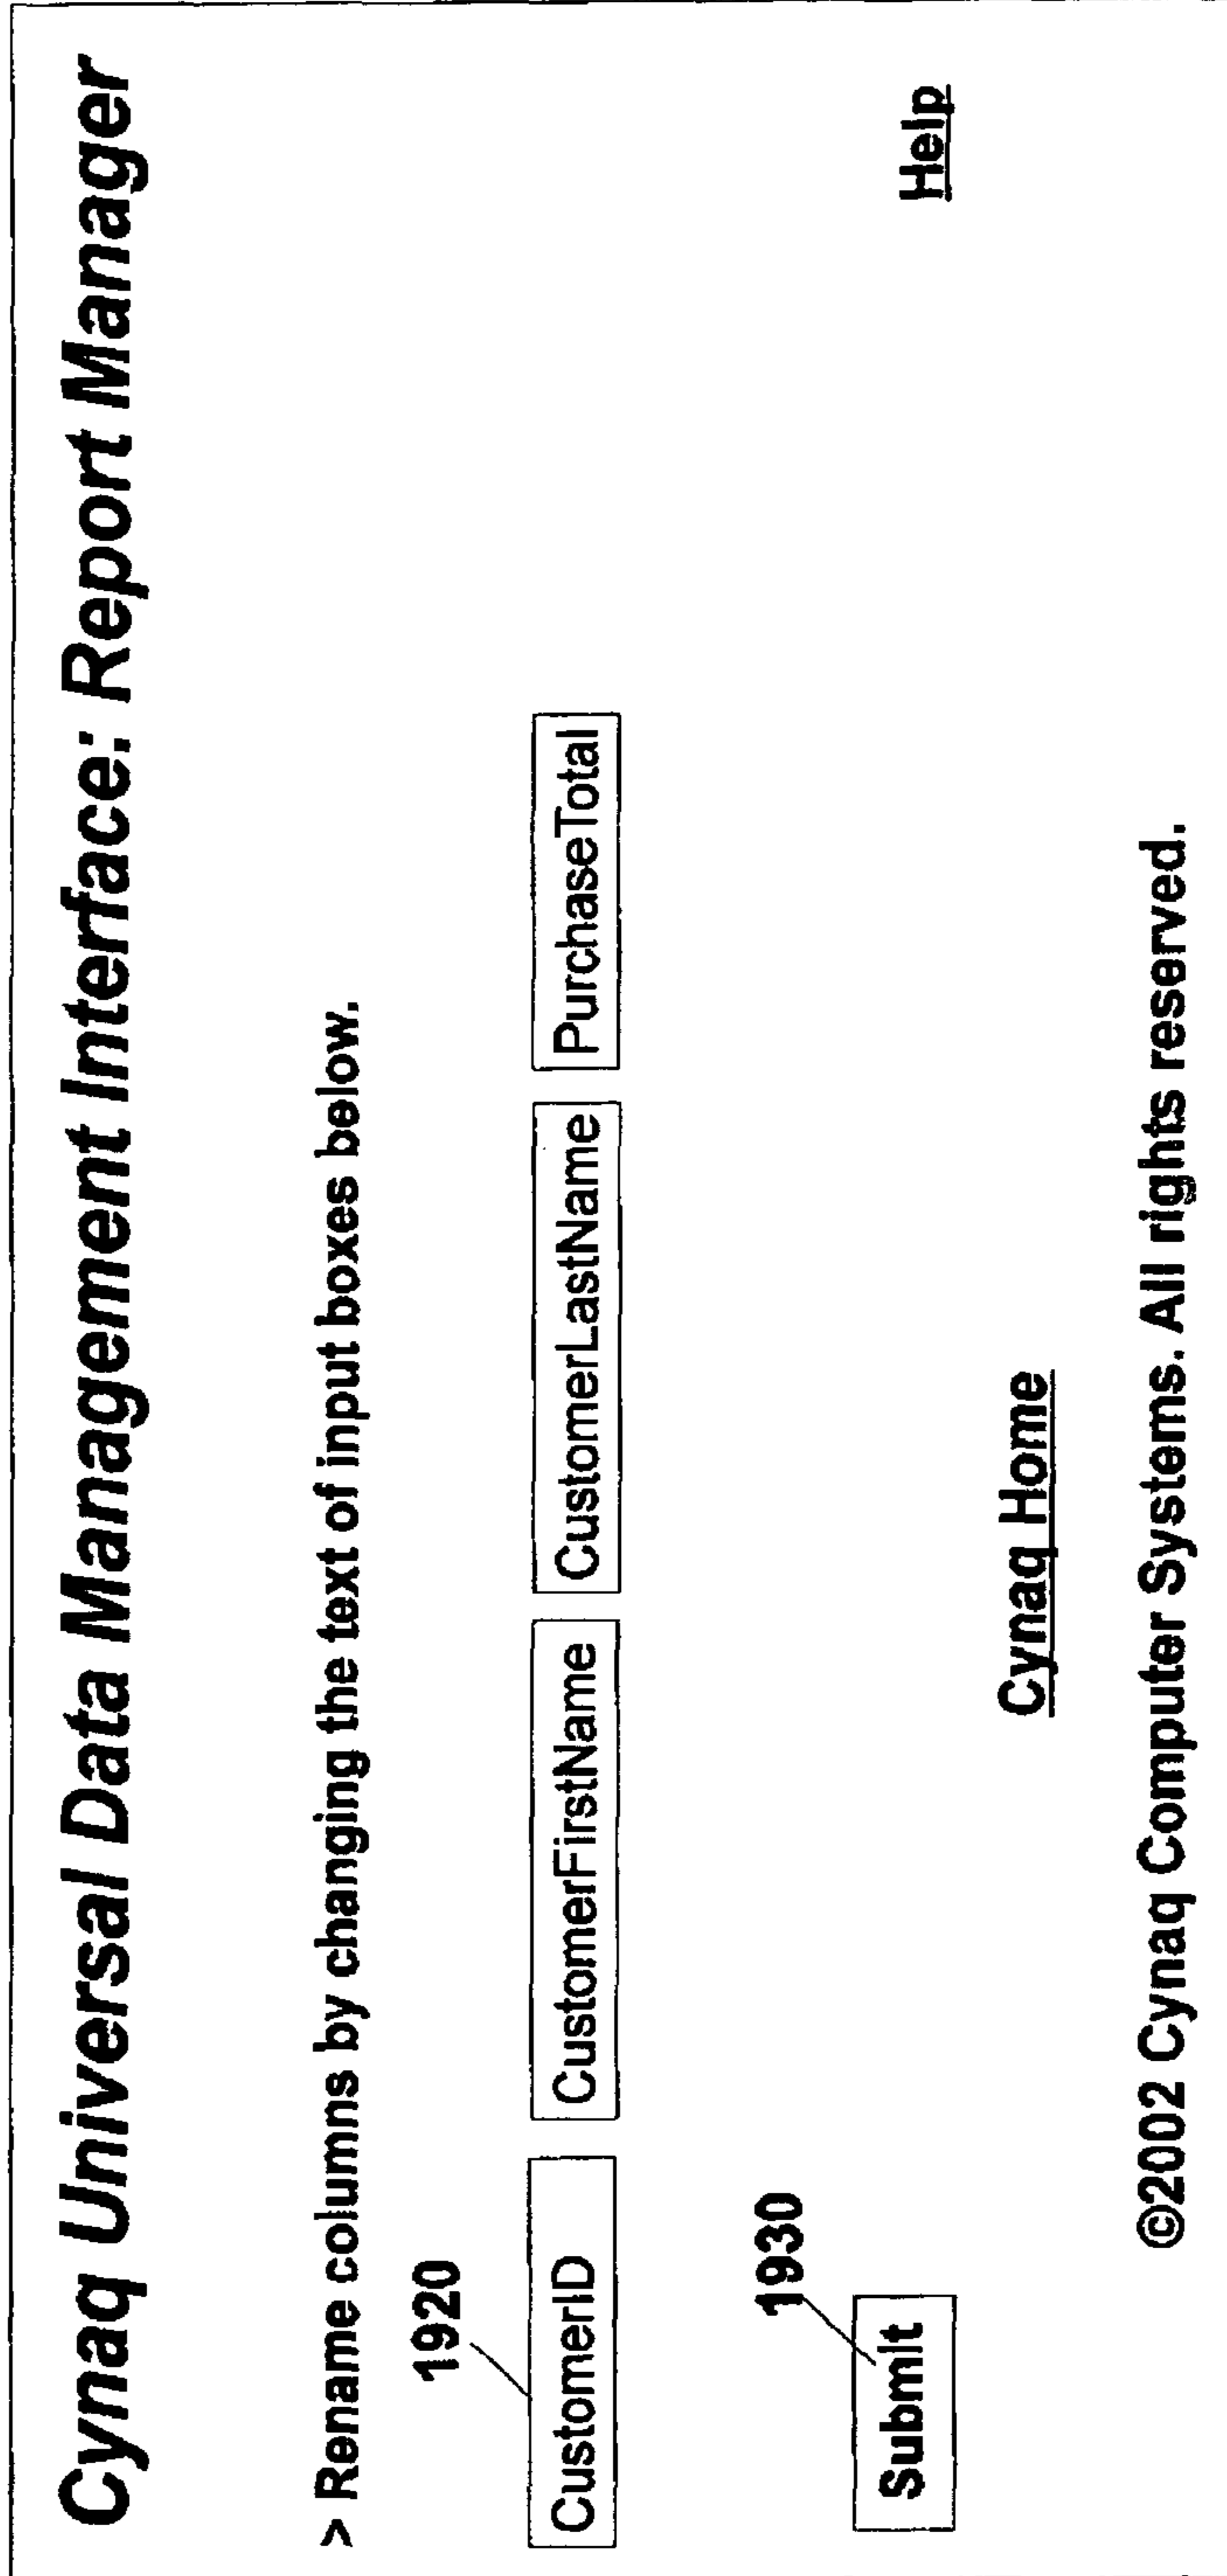 Cynaq Universal Data Management Interface: Report Manager
> Rename columns by changing the text of input boxes below.
1920
CustomerID CustomerFirstName CustomerLastName PurchaseTotal
1930
Submit
Help
Cynaq Home
©2002 Cynaq Computer Systems. All rights reserved.